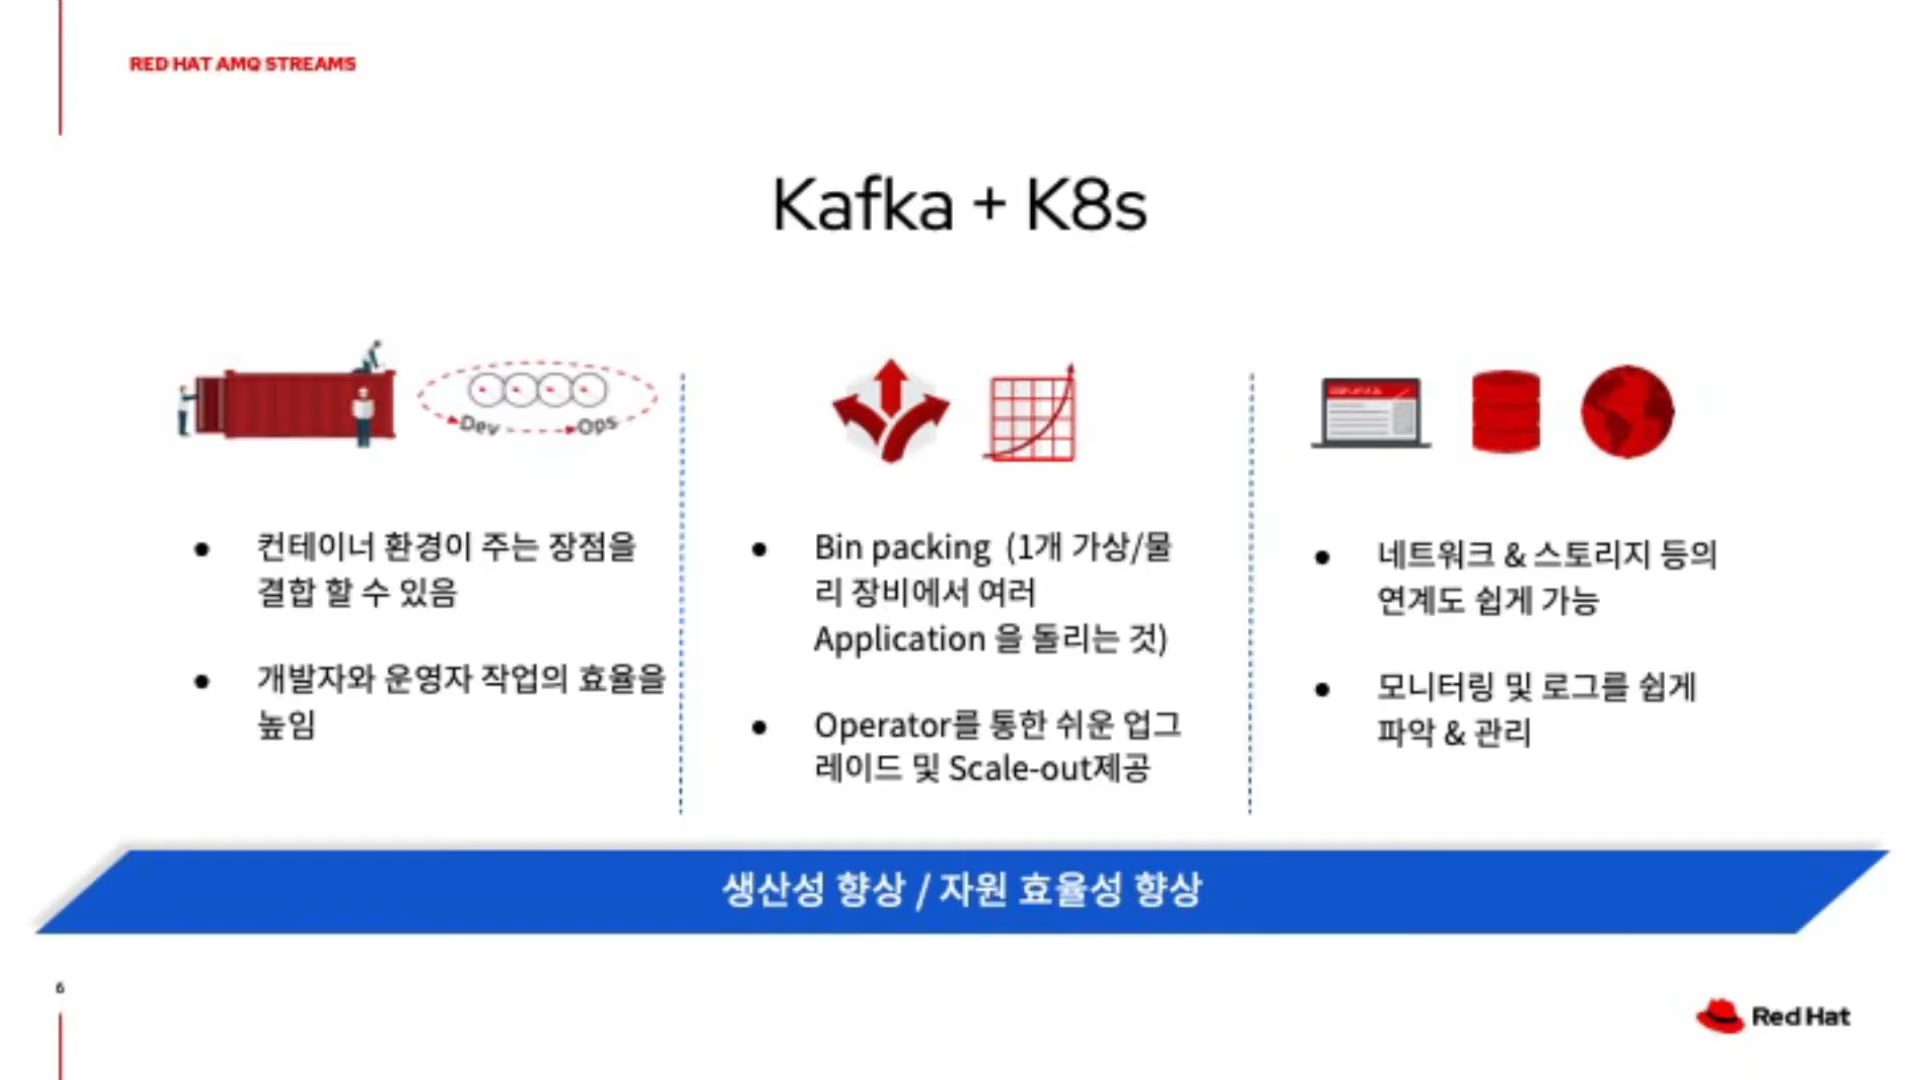 RED HAT AMQ STREAMS
Kafka + K8s
Dev
Ops
● 컨테이너 환경이 주는 장점을
결합 할 수 있음
● 개발자와 운영자 작업의 효율을
높임
● Bin packing (1개 가상/물
리 장비에서 여러
Application 을 돌리는 것)
● Operator를 통한 쉬운 업그
레이드 및 Scale-out제공
● 네트워크 & 스토리지 등의
연계도 쉽게 가능
● 모니터링 및 로그를 쉽게
파악 & 관리
생산성 향상 / 자원 효율성 향상
6
Red Hat